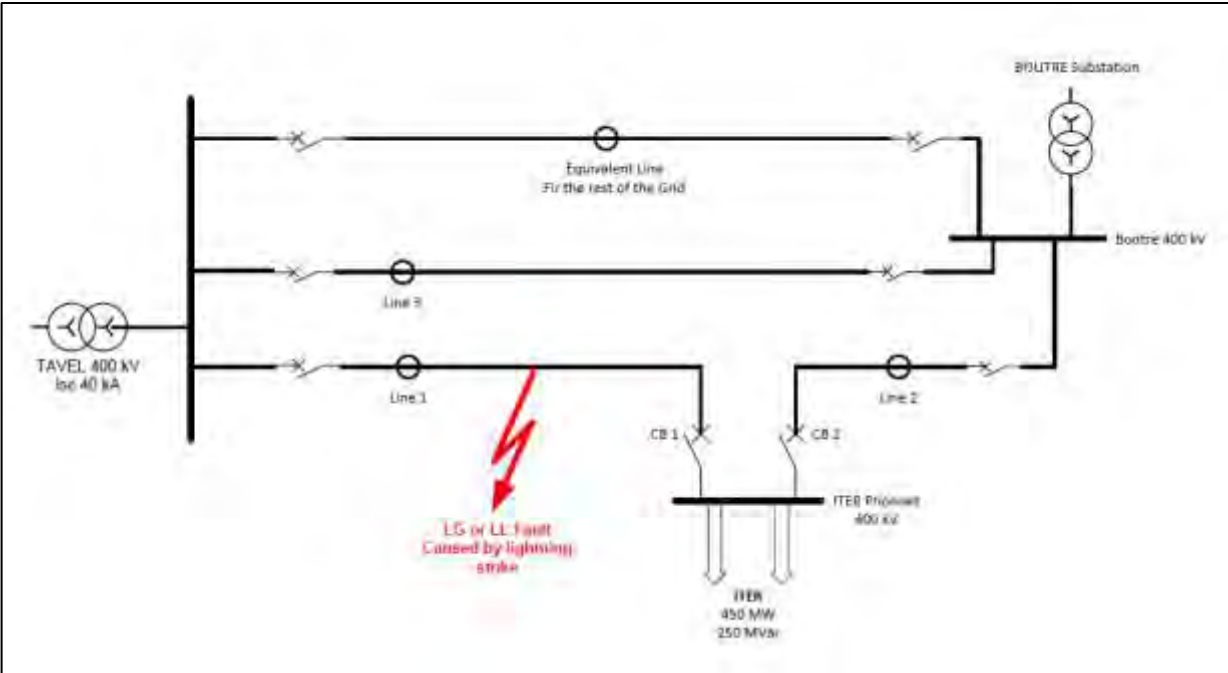 BOUTRE Substation
Equivalent Line
Fir the rest of the Grid
Bootre 400 kV
Line 3
TAVEL 400 kV
Isc 40 kA
Line 1
Line 2
CB 1
CB 2
ITER Prionnet
400 kV
LG or LL Fault
Caused by lightning
strike
ITER
450 MW
250 MVar